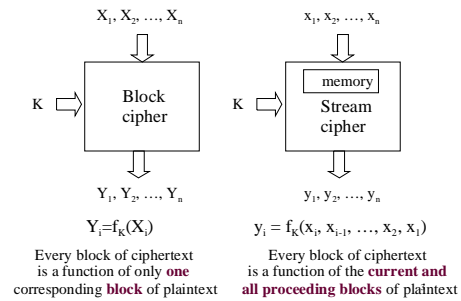 X₁, X₂, …, Xₙ
K
Block
cipher
Y₁, Y₂, …, Yₙ
Yᵢ=f_K(Xᵢ)
Every block of ciphertext
is a function of only one
corresponding block of plaintext
x₁, x₂, …, xₙ
K
memory
Stream
cipher
y₁, y₂, …, yₙ
yᵢ = f_K(xᵢ, xᵢ₋₁, …, x₂, x₁)
Every block of ciphertext
is a function of the current and
all proceeding blocks of plaintext